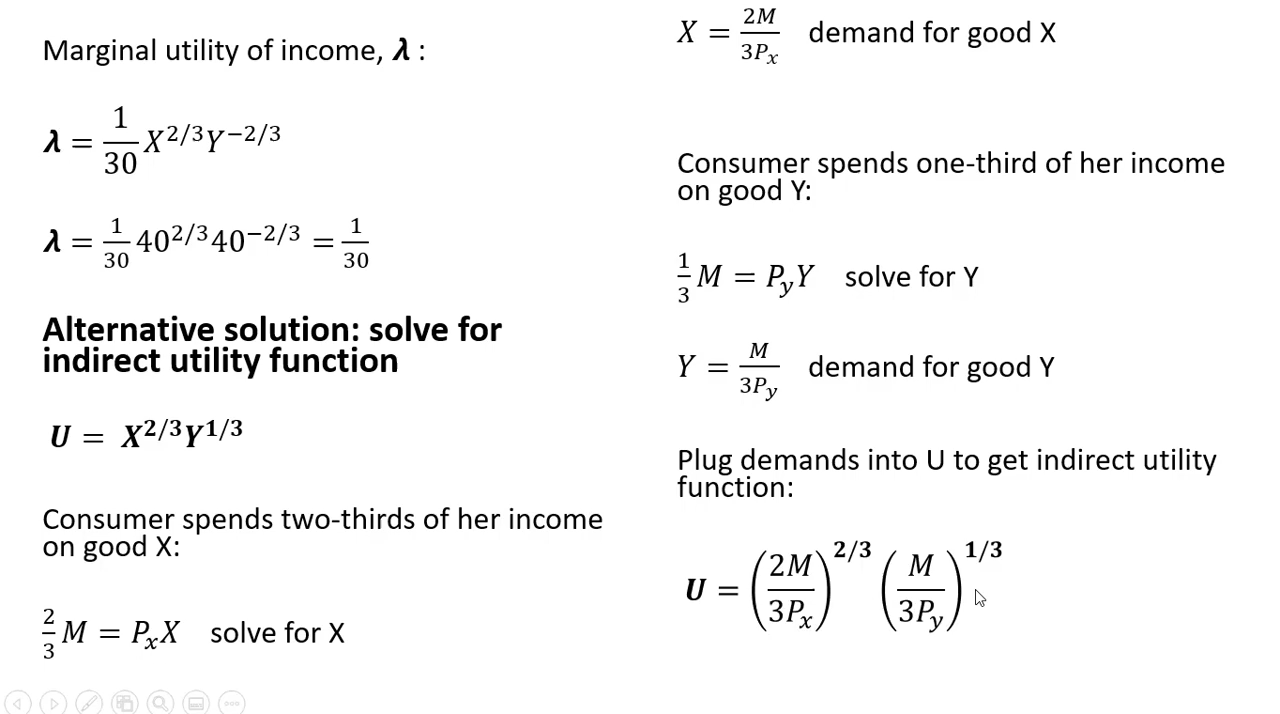 Marginal utility of income, λ :
λ = 1/30 X^{2/3}Y^{−2/3}
λ = 1/30 40^{2/3}40^{−2/3} = 1/30
Alternative solution: solve for
indirect utility function
U = X^{2/3}Y^{1/3}
Consumer spends two-thirds of her income
on good X:
2/3 M = P_x X solve for X
X = 2M/3P_x demand for good X
Consumer spends one-third of her income
on good Y:
1/3 M = P_y Y solve for Y
Y = M/3P_y demand for good Y
Plug demands into U to get indirect utility
function:
U = (2M/3P_x)^{2/3} (M/3P_y)^{1/3}